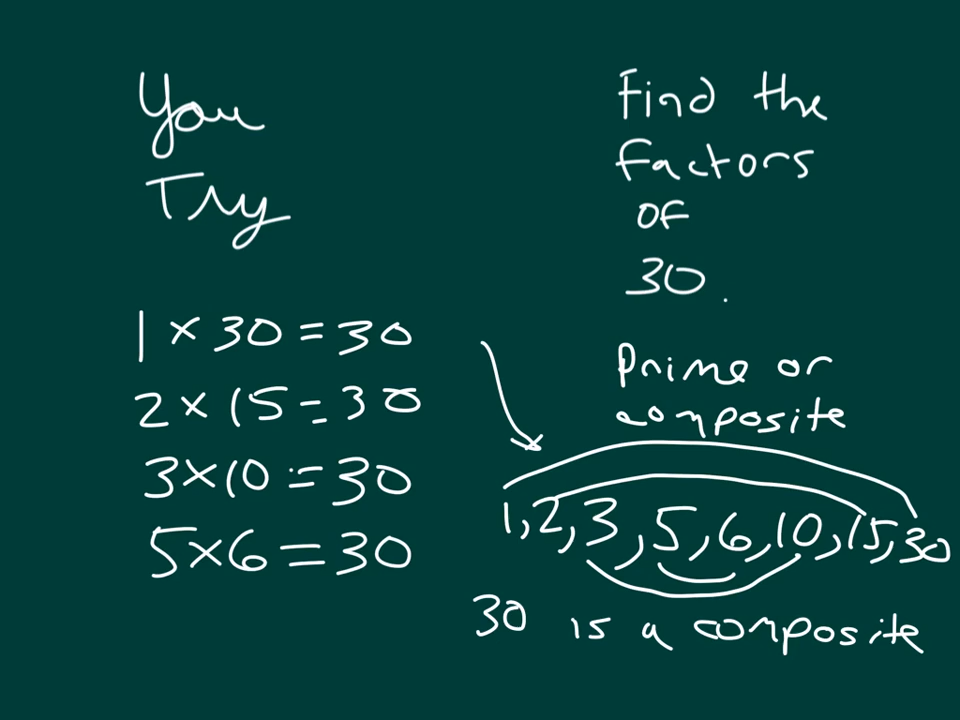 You
Try
Find the
Factors
of
30.
1 × 30 = 30
2 × 15 = 30
3 × 10 = 30
5 × 6 = 30
Prime or
composite
1, 2, 3, 5, 6, 10, 15, 30
30 is a composite